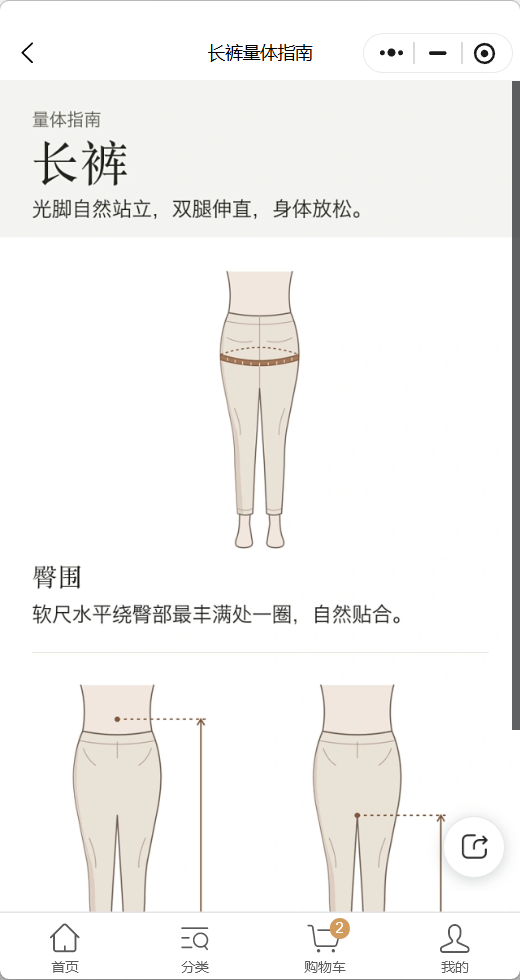 长裤量体指南
量体指南
长裤
光脚自然站立，双腿伸直，身体放松。
臀围
软尺水平绕臀部最丰满处一圈，自然贴合。
2
首页
分类
购物车
我的